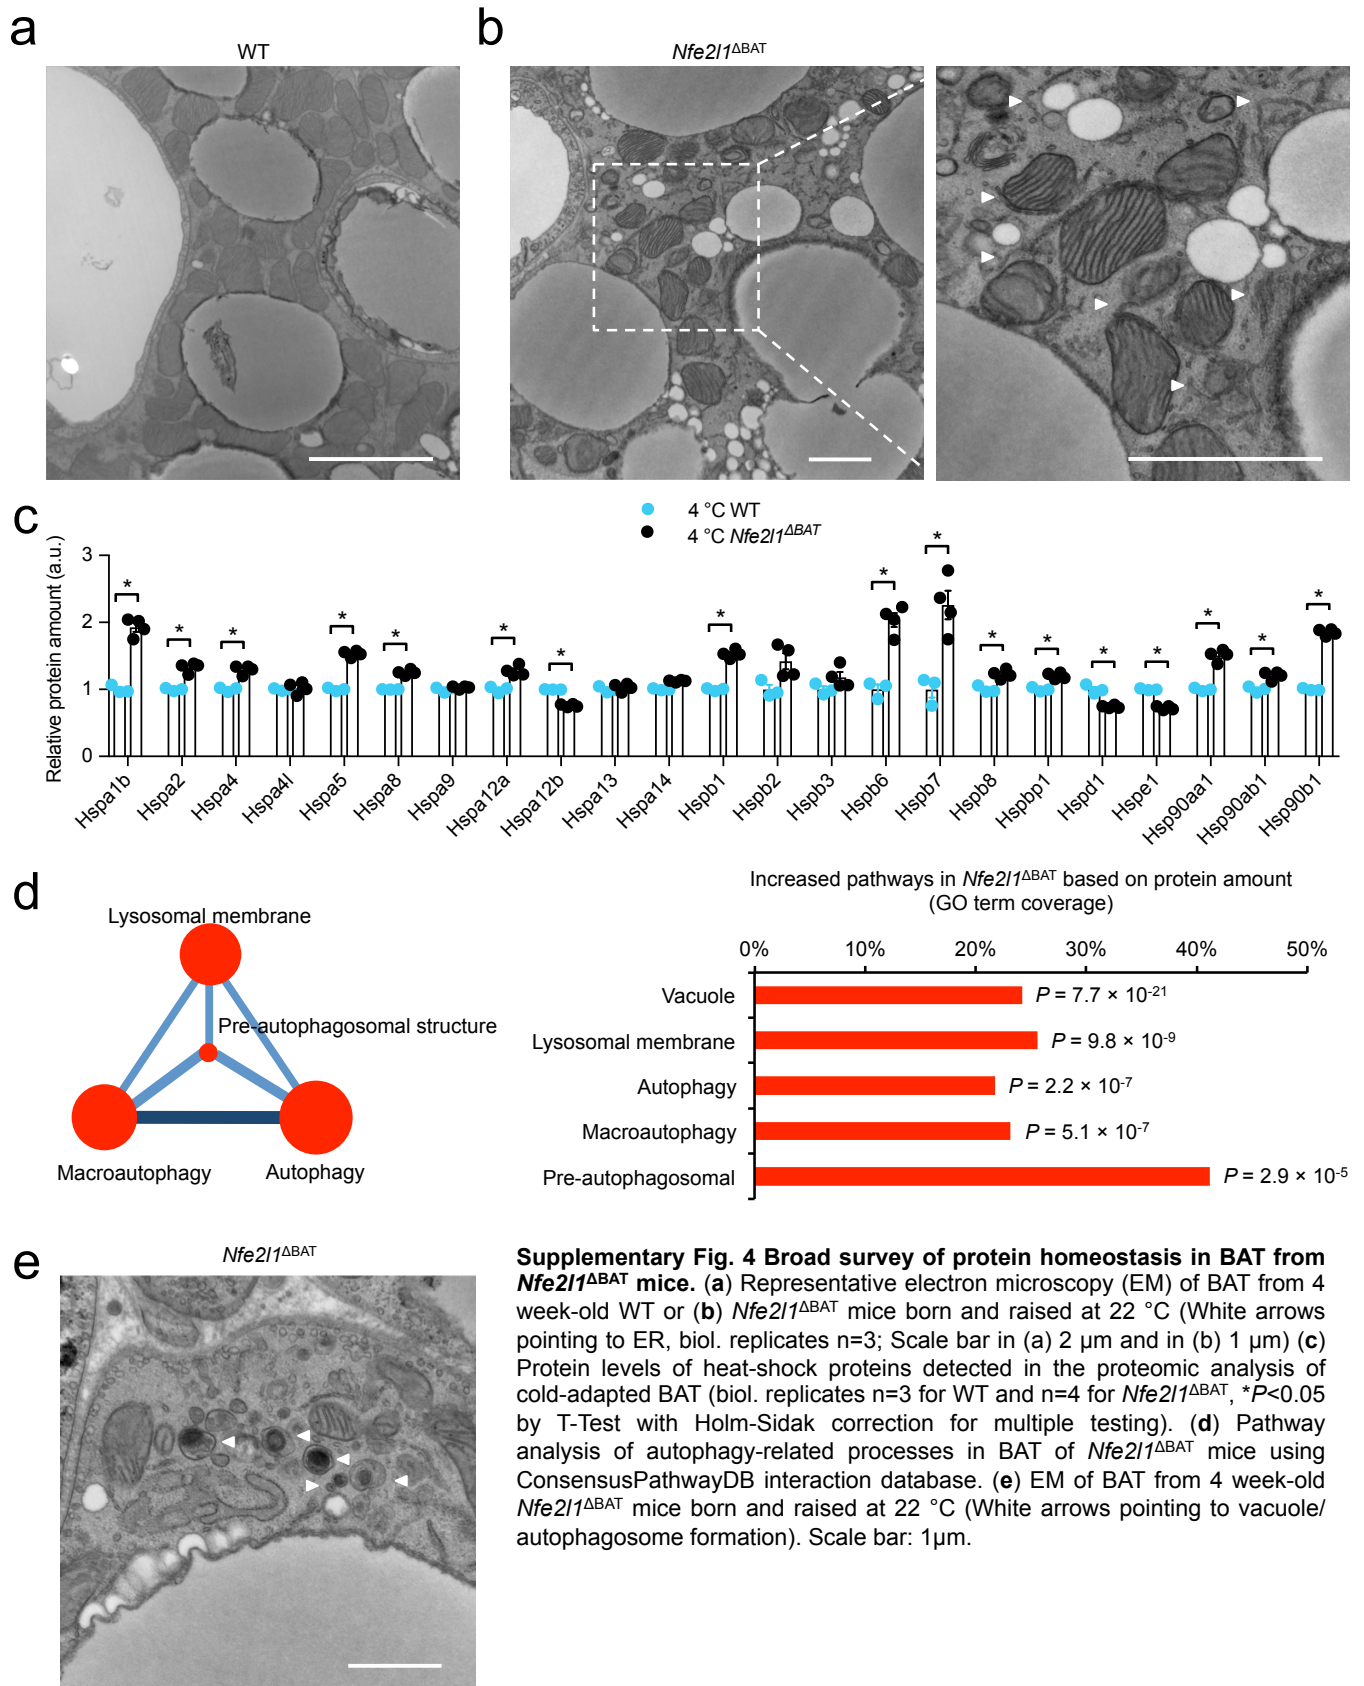 a
WT
b
Nfe2l1ΔBAT
c
4 °C WT
4 °C Nfe2l1ΔBAT
Relative protein amount (a.u.)
3
2
1
0
* * * * * * * * * * * * * * * * *
Hspa1b
Hspa2
Hspa4
Hspa4l
Hspa5
Hspa8
Hspa9
Hspa12a
Hspa12b
Hspa13
Hspa14
Hspb1
Hspb2
Hspb3
Hspb6
Hspb7
Hspb8
Hspbp1
Hspd1
Hspe1
Hsp90aa1
Hsp90ab1
Hsp90b1
d
Lysosomal membrane
Pre-autophagosomal structure
Macroautophagy
Autophagy
Increased pathways in Nfe2l1ΔBAT based on protein amount
(GO term coverage)
0% 10% 20% 30% 40% 50%
Vacuole P = 7.7 × 10-21
Lysosomal membrane P = 9.8 × 10-9
Autophagy P = 2.2 × 10-7
Macroautophagy P = 5.1 × 10-7
Pre-autophagosomal P = 2.9 × 10-5
e
Nfe2l1ΔBAT
Supplementary Fig. 4 Broad survey of protein homeostasis in BAT from
Nfe2l1ΔBAT mice. (a) Representative electron microscopy (EM) of BAT from 4
week-old WT or (b) Nfe2l1ΔBAT mice born and raised at 22 °C (White arrows
pointing to ER, biol. replicates n=3; Scale bar in (a) 2 μm and in (b) 1 μm) (c)
Protein levels of heat-shock proteins detected in the proteomic analysis of
cold-adapted BAT (biol. replicates n=3 for WT and n=4 for Nfe2l1ΔBAT, *P<0.05
by T-Test with Holm-Sidak correction for multiple testing). (d) Pathway
analysis of autophagy-related processes in BAT of Nfe2l1ΔBAT mice using
ConsensusPathwayDB interaction database. (e) EM of BAT from 4 week-old
Nfe2l1ΔBAT mice born and raised at 22 °C (White arrows pointing to vacuole/
autophagosome formation). Scale bar: 1μm.